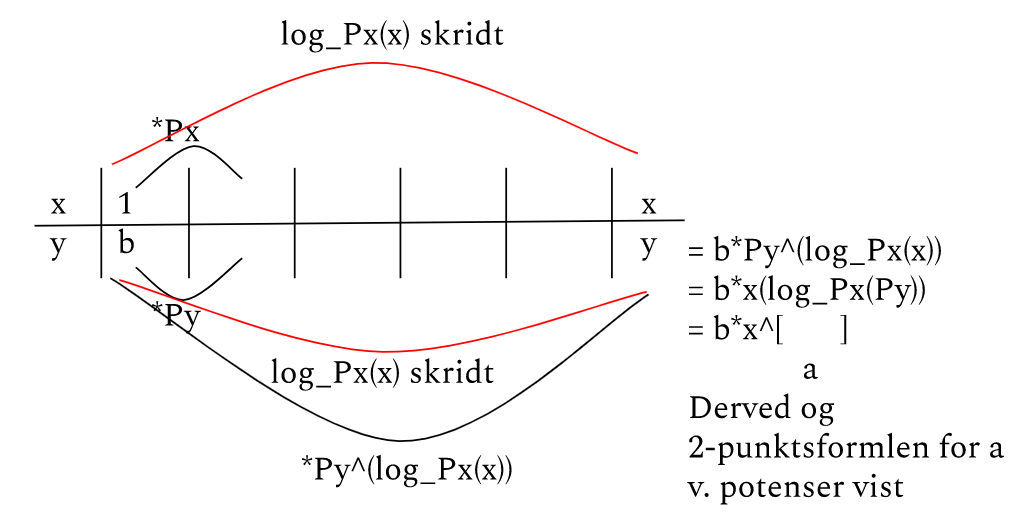 log_Px(x) skridt
*Px
x 1 x
y b y
= b*Py^(log_Px(x))
= b*x(log_Px(Py))
= b*x^[ ]
a
*Py
log_Px(x) skridt
*Py^(log_Px(x))
Derved og
2-punktsformlen for a
v. potenser vist